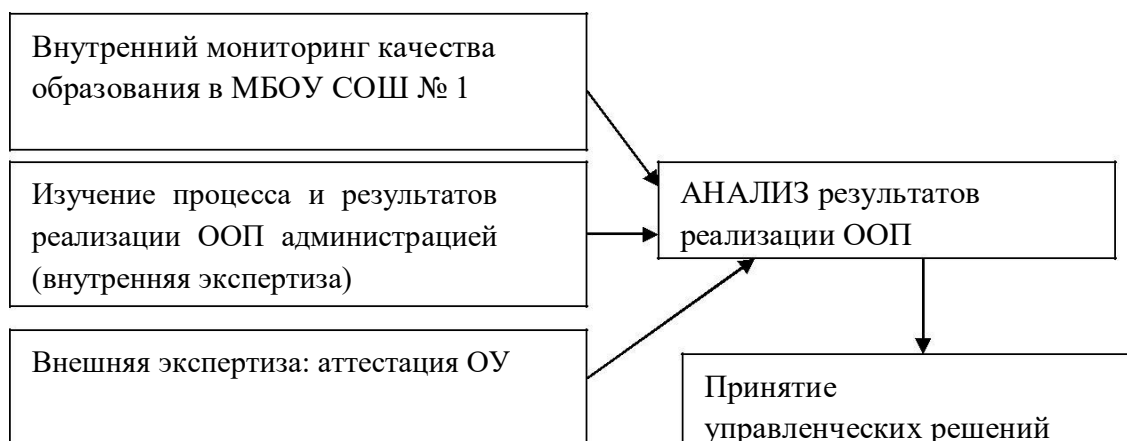 Внутренний мониторинг качества
образования в МБОУ СОШ № 1
Изучение процесса и результатов
реализации ООП администрацией
(внутренняя экспертиза)
Внешняя экспертиза: аттестация ОУ
АНАЛИЗ результатов
реализации ООП
Принятие
управленческих решений